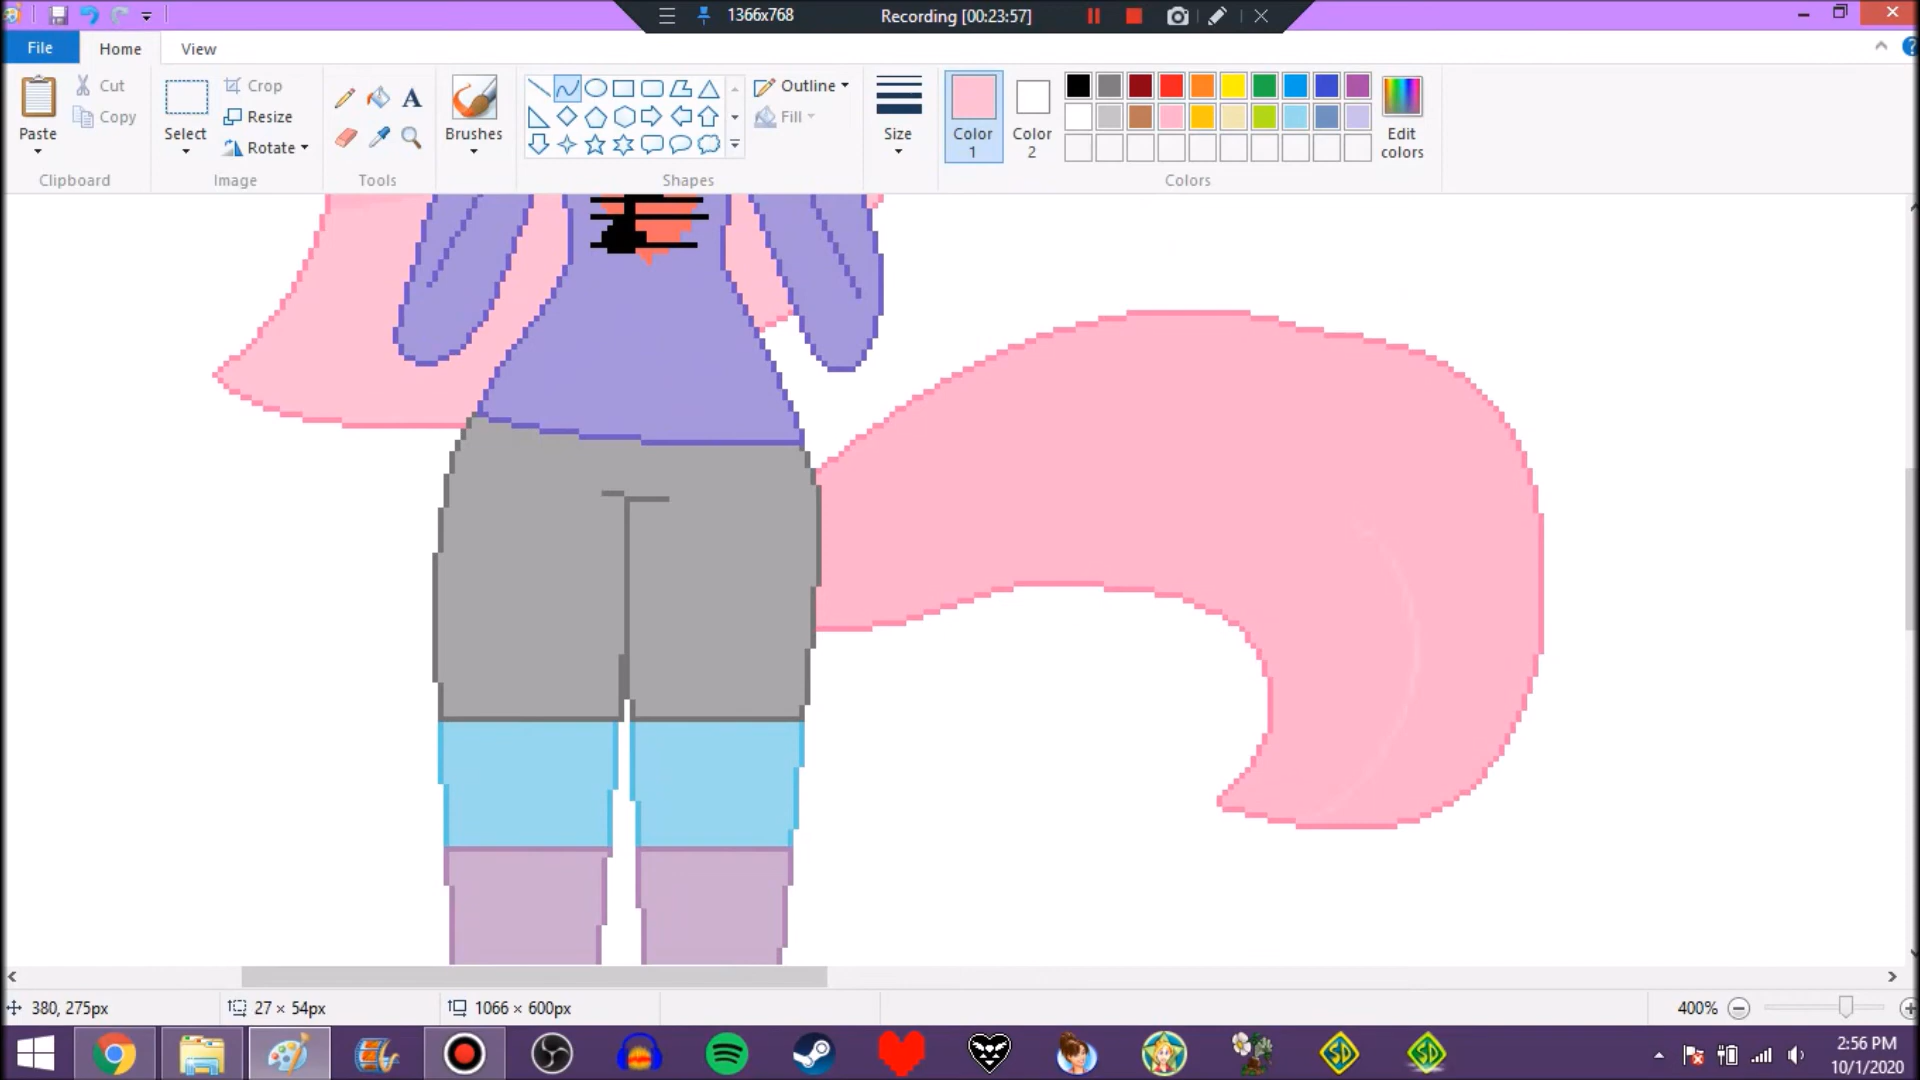 1366x768
Recording [00:23:57]
File
Home
View
Paste
Cut
Copy
Clipboard
Select
Crop
Resize
Rotate
Image
A
Tools
Brushes
Outline
Fill
Shapes
Size
Color 1
Color 2
Edit colors
Colors
380, 275px
27 × 54px
1066 × 600px
400%
SD
SD
2:56 PM
10/1/2020